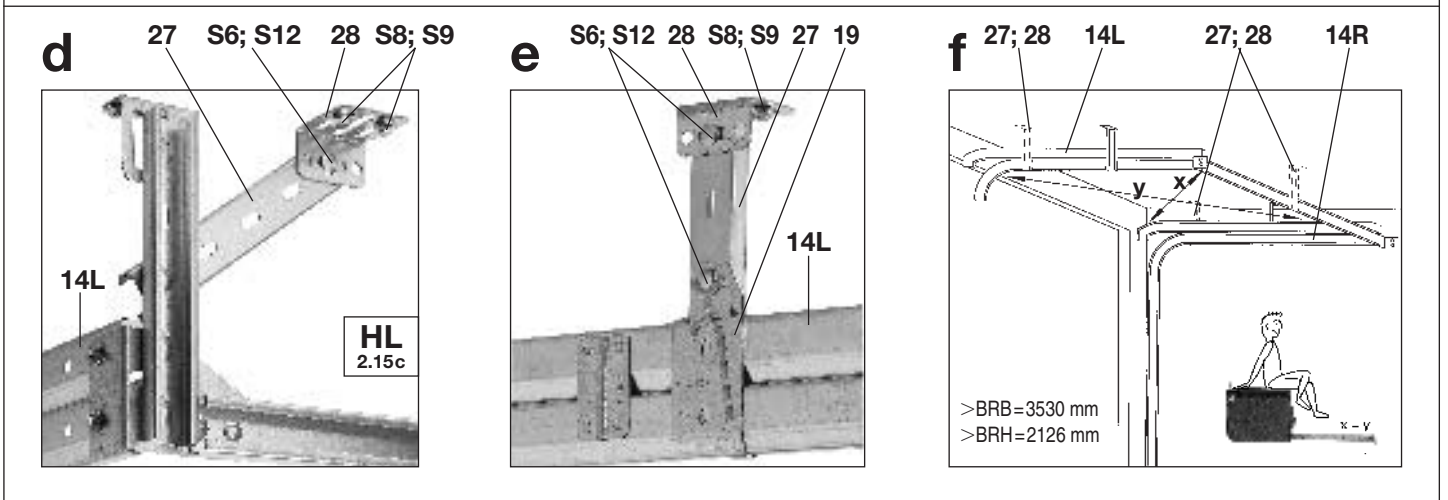 d
27 S6; S12 28 S8; S9
14L
HL
2.15c
e
S6; S12 28 S8; S9 27 19
14L
f
27; 28 14L 27; 28 14R
y x
>BRB=3530 mm
>BRH=2126 mm
x - y